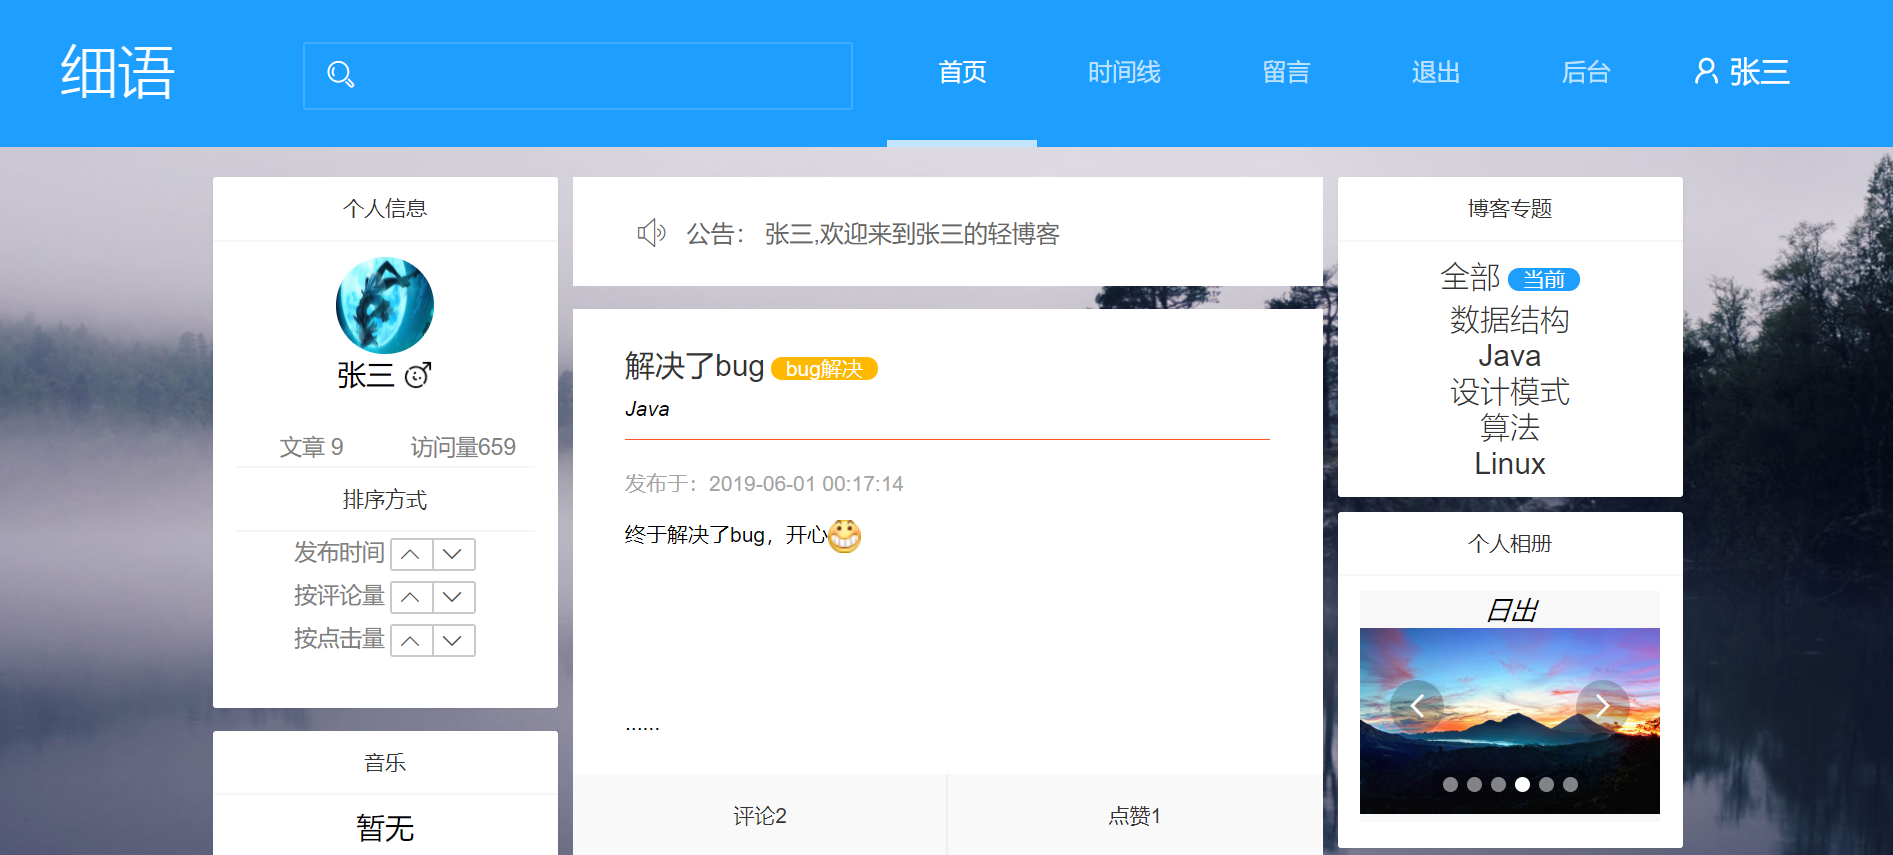 细语
首页 时间线 留言 退出 后台 张三
个人信息
张三
文章 9 访问量659
排序方式
发布时间
按评论量
按点击量
音乐
暂无
公告： 张三,欢迎来到张三的轻博客
解决了bug bug解决
Java
发布于：2019-06-01 00:17:14
终于解决了bug，开心
......
评论2 点赞1
博客专题
全部 当前
数据结构
Java
设计模式
算法
Linux
个人相册
日出